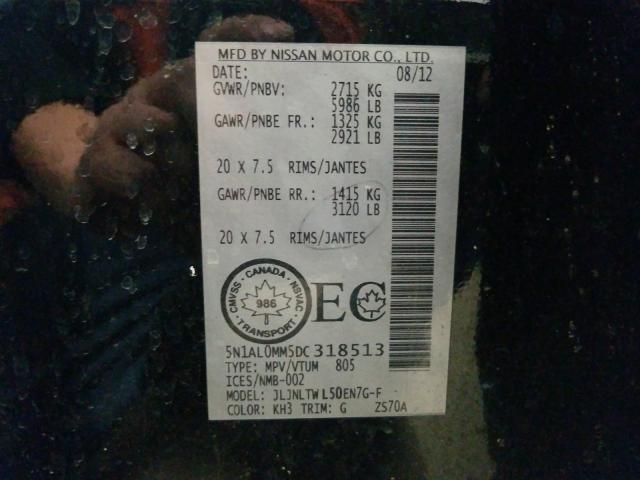 MFD BY NISSAN MOTOR CO., LTD.
DATE: 08/12
GVWR/PNBV: 2715 KG
5986 LB
GAWR/PNBE FR.: 1325 KG
2921 LB
20 X 7.5 RIMS/JANTES
GAWR/PNBE RR.: 1415 KG
3120 LB
20 X 7.5 RIMS/JANTES
CMVSS · CANADA · NSVAC · TRANSPORT ·
986
EC
5N1AL0MM5DC318513
TYPE: MPV/VTUM 805
ICES/NMB-002
MODEL: JLJNLTWL50EN7G-F
COLOR: KH3 TRIM: G ZS70A